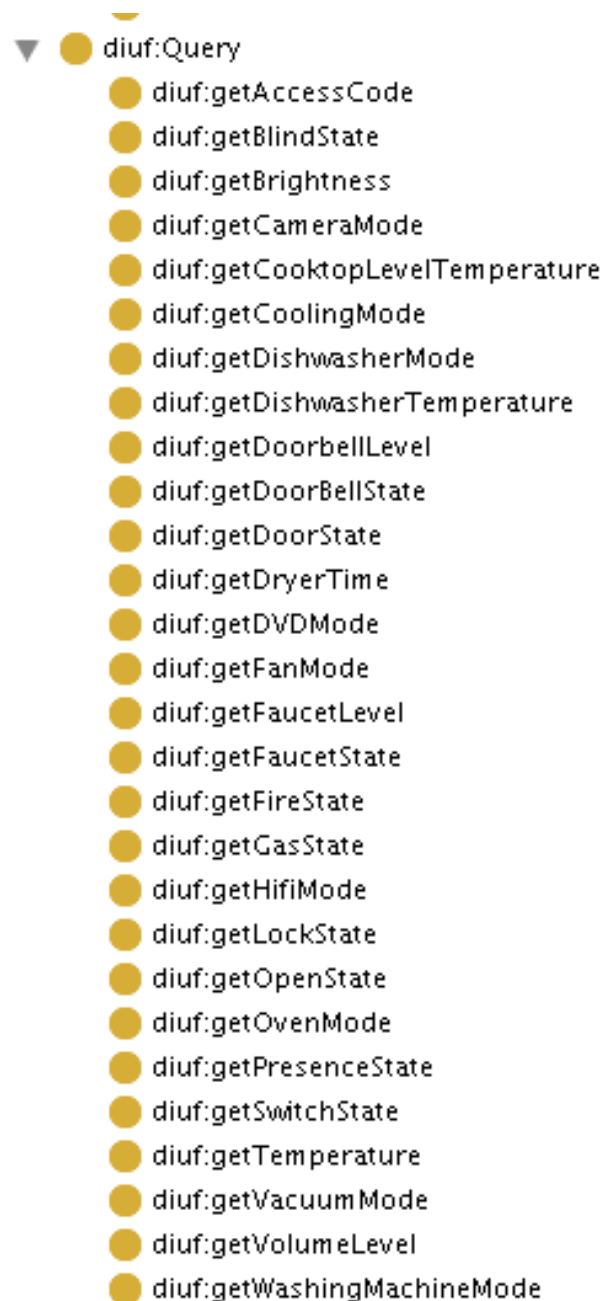 diuf:Query
diuf:getAccessCode
diuf:getBlindState
diuf:getBrightness
diuf:getCameraMode
diuf:getCooktopLevelTemperature
diuf:getCoolingMode
diuf:getDishwasherMode
diuf:getDishwasherTemperature
diuf:getDoorbellLevel
diuf:getDoorBellState
diuf:getDoorState
diuf:getDryerTime
diuf:getDVDMode
diuf:getFanMode
diuf:getFaucetLevel
diuf:getFaucetState
diuf:getFireState
diuf:getGasState
diuf:getHifiMode
diuf:getLockState
diuf:getOpenState
diuf:getOvenMode
diuf:getPresenceState
diuf:getSwitchState
diuf:getTemperature
diuf:getVacuumMode
diuf:getVolumeLevel
diuf:getWashingMachineMode